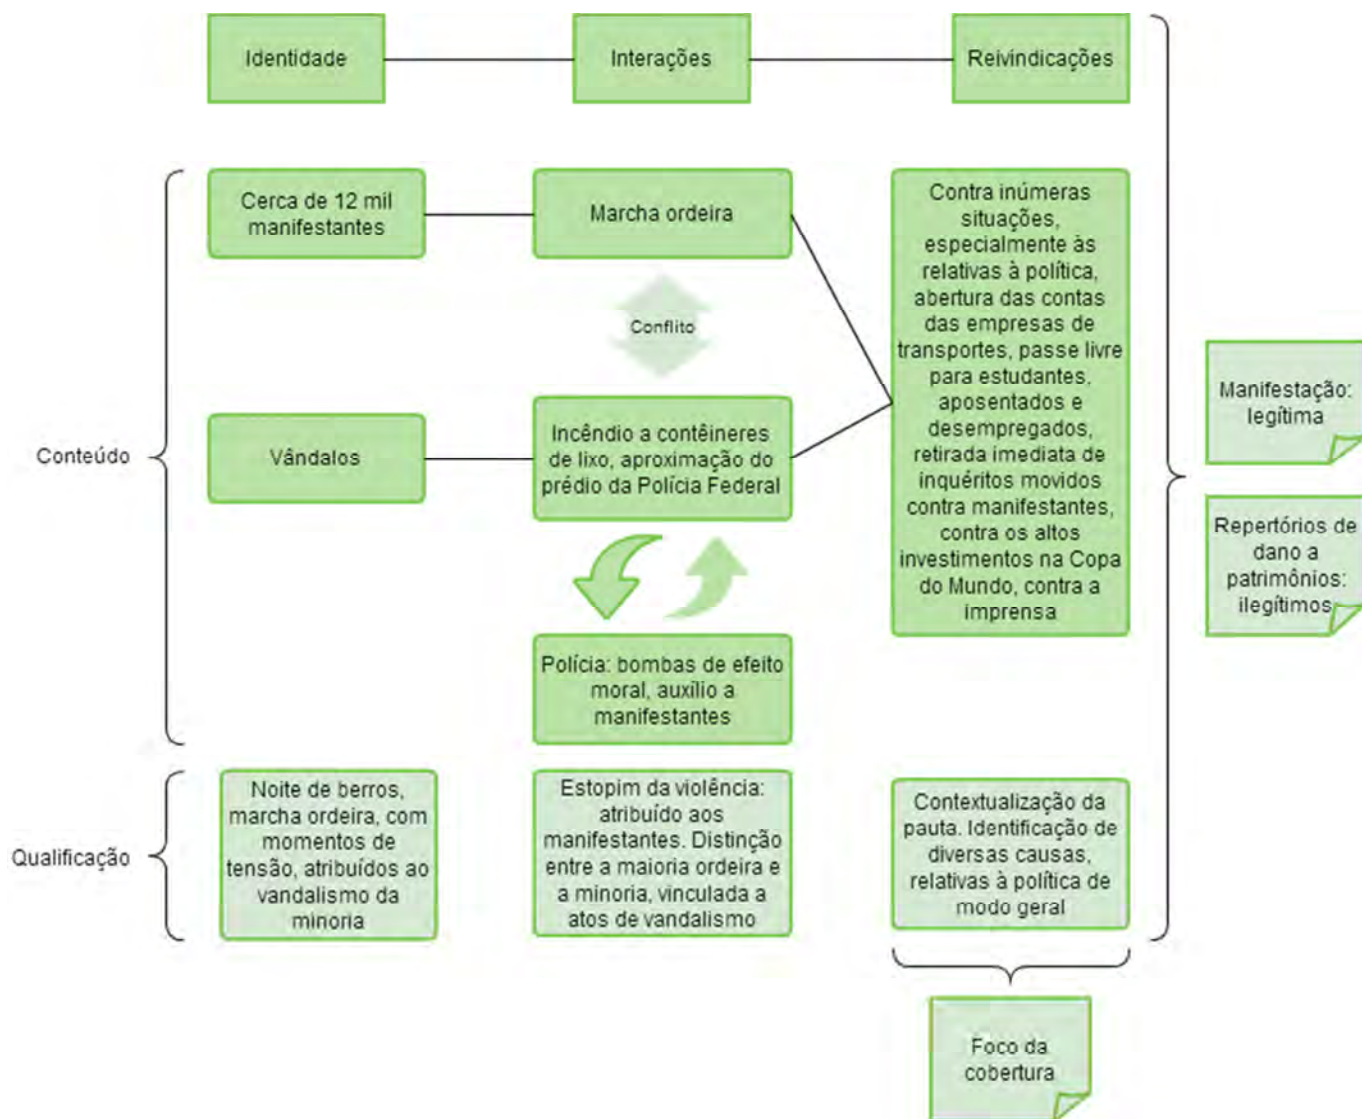 Identidade
Interações
Reivindicações
Cerca de 12 mil
manifestantes
Marcha ordeira
Contra inúmeras
situações,
especialmente às
relativas à política,
abertura das contas
das empresas de
transportes, passe livre
para estudantes,
aposentados e
desempregados,
retirada imediata de
inquéritos movidos
contra manifestantes,
contra os altos
investimentos na Copa
do Mundo, contra a
imprensa
Conflito
Conteúdo
Vândalos
Incêndio a contêineres
de lixo, aproximação do
prédio da Polícia Federal
Polícia: bombas de efeito
moral, auxílio a
manifestantes
Manifestação:
legítima
Repertórios de
dano a
patrimônios:
ilegítimos
Qualificação
Noite de berros,
marcha ordeira, com
momentos de
tensão, atribuídos ao
vandalismo da
minoria
Estopim da violência:
atribuído aos
manifestantes. Distinção
entre a maioria ordeira e
a minoria, vinculada a
atos de vandalismo
Contextualização da
pauta. Identificação de
diversas causas,
relativas à política de
modo geral
Foco da
cobertura